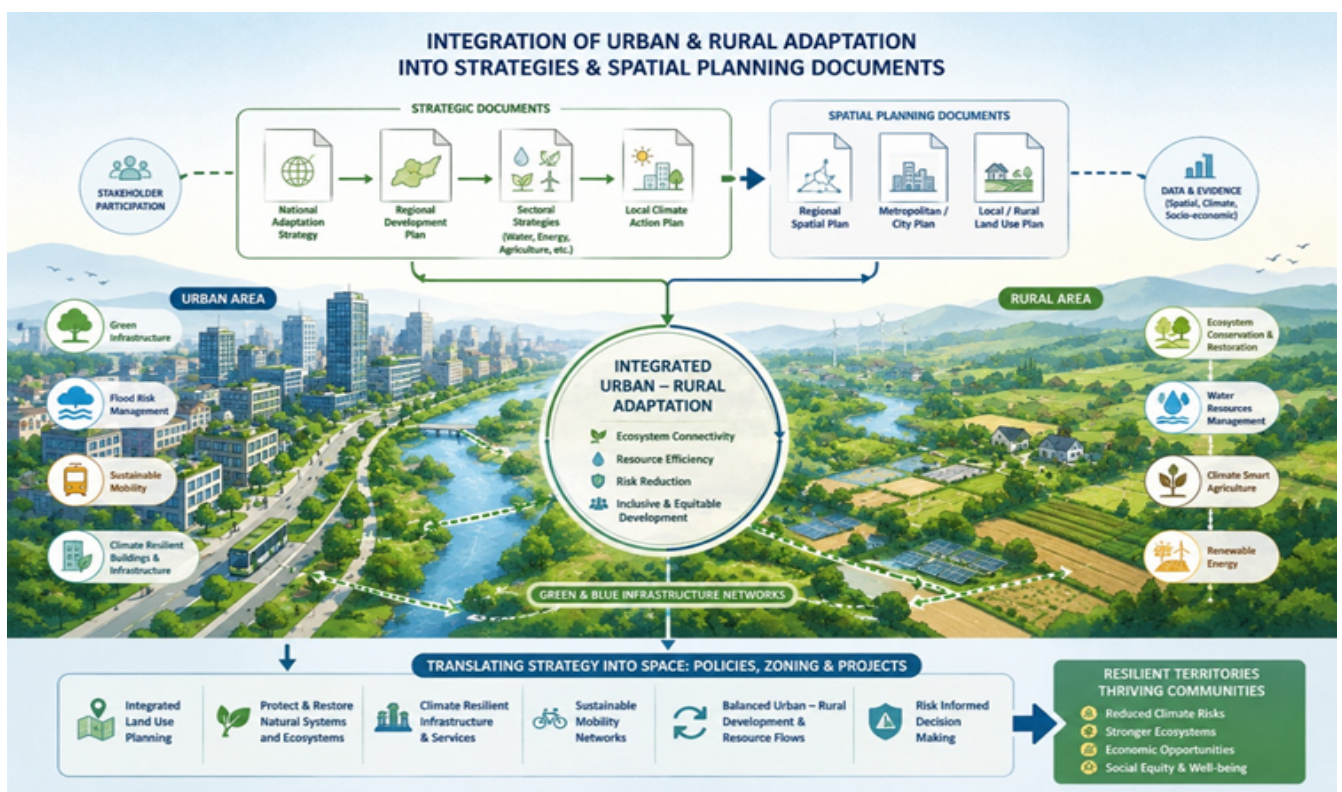 INTEGRATION OF URBAN & RURAL ADAPTATION
INTO STRATEGIES & SPATIAL PLANNING DOCUMENTS
STRATEGIC DOCUMENTS
National
Adaptation
Strategy
Regional
Development
Plan
Sectoral
Strategies
(Water, Energy,
Agriculture, etc.)
Local Climate
Action Plan
SPATIAL PLANNING DOCUMENTS
Regional
Spatial Plan
Metropolitan /
City Plan
Local / Rural
Land Use Plan
STAKEHOLDER
PARTICIPATION
DATA & EVIDENCE
(Spatial, Climate,
Socio-economic)
URBAN AREA
Green
Infrastructure
Flood Risk
Management
Sustainable
Mobility
Climate Resilient
Buildings &
Infrastructure
INTEGRATED
URBAN – RURAL
ADAPTATION
Ecosystem Connectivity
Resource Efficiency
Risk Reduction
Inclusive & Equitable
Development
RURAL AREA
Ecosystem
Conservation &
Restoration
Water
Resources
Management
Climate Smart
Agriculture
Renewable
Energy
GREEN & BLUE INFRASTRUCTURE NETWORKS
TRANSLATING STRATEGY INTO SPACE: POLICIES, ZONING & PROJECTS
Integrated
Land Use
Planning
Protect & Restore
Natural Systems
and Ecosystems
Climate Resilient
Infrastructure
& Services
Sustainable
Mobility
Networks
Balanced Urban – Rural
Development &
Resource Flows
Risk Informed
Decision
Making
RESILIENT TERRITORIES
THRIVING COMMUNITIES
Reduced Climate Risks
Stronger Ecosystems
Economic Opportunities
Social Equity & Well-being